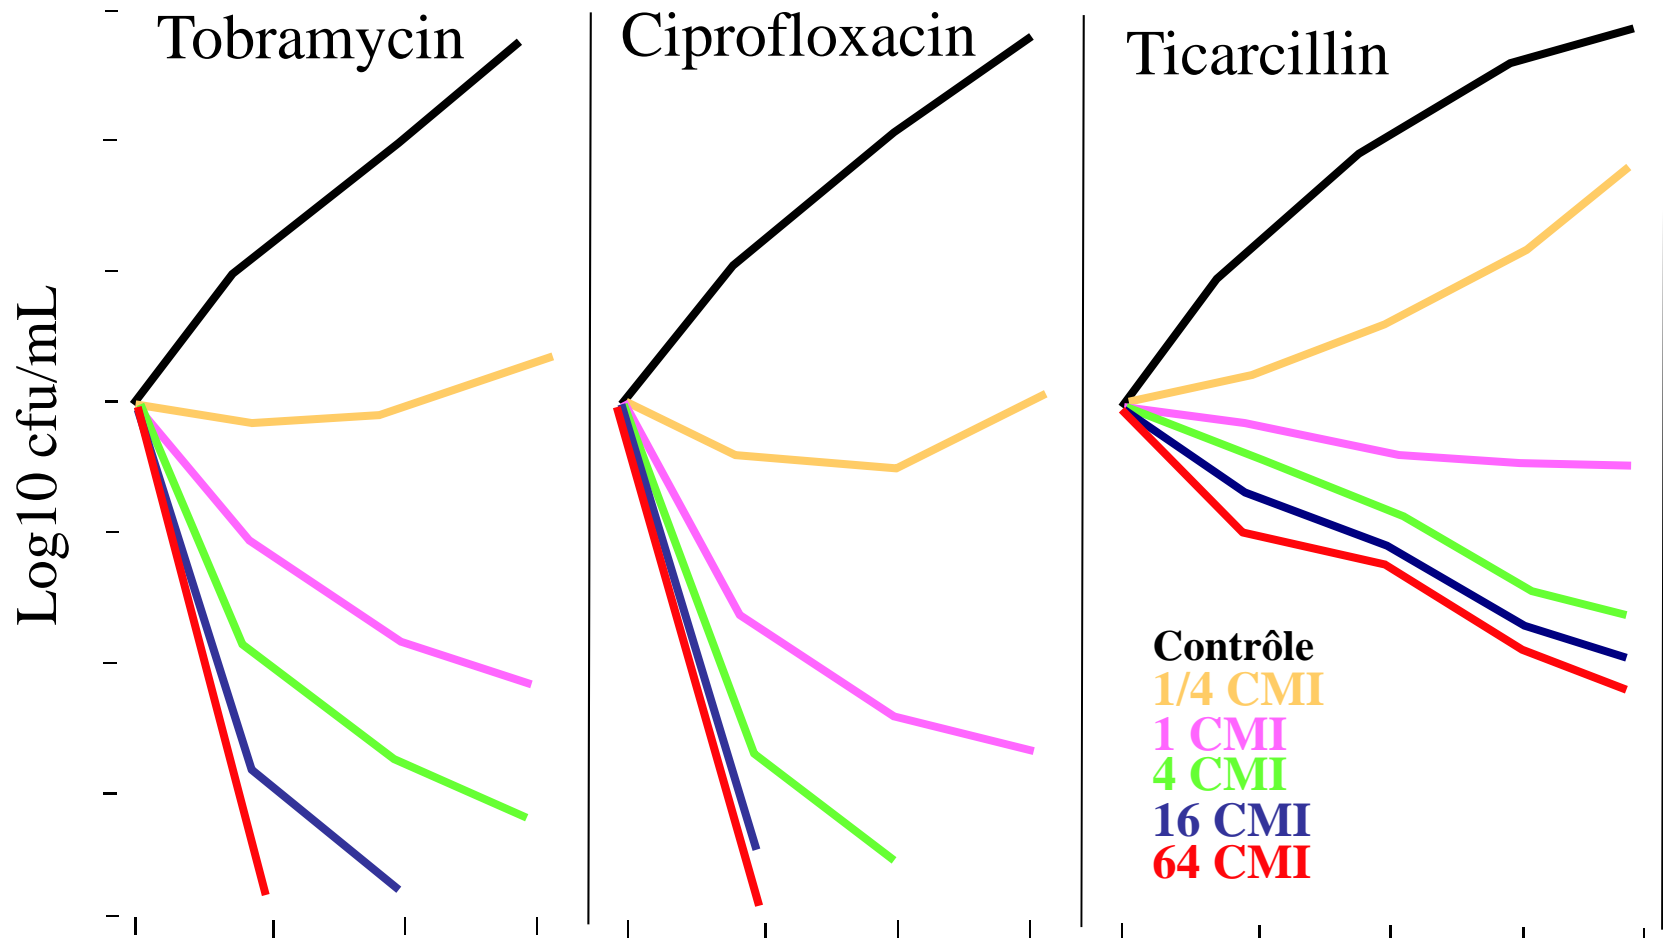 Tobramycin
Ciprofloxacin
Ticarcillin
Log10 cfu/mL
Contrôle
1/4 CMI
1 CMI
4 CMI
16 CMI
64 CMI